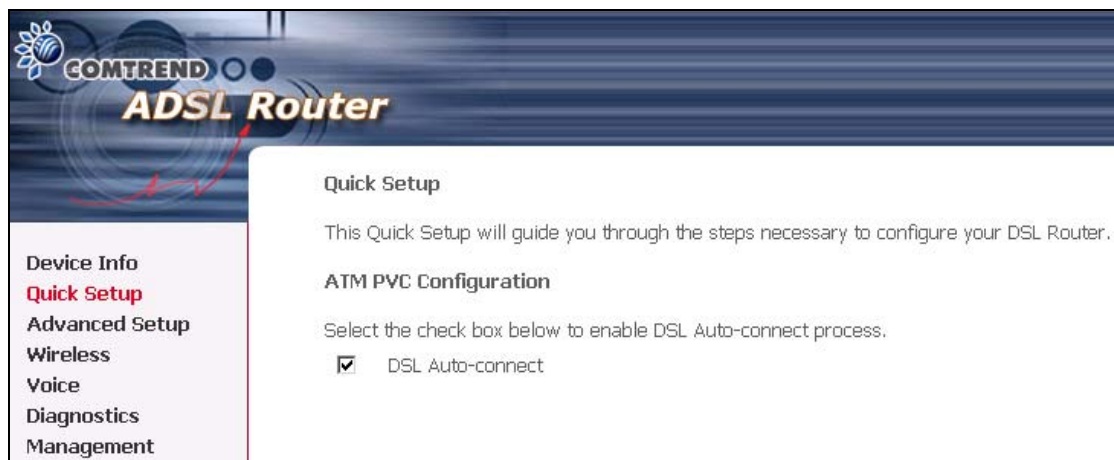 COMTREND
ADSL Router
Quick Setup
This Quick Setup will guide you through the steps necessary to configure your DSL Router.
ATM PVC Configuration
Select the check box below to enable DSL Auto-connect process.
DSL Auto-connect
Device Info
Quick Setup
Advanced Setup
Wireless
Voice
Diagnostics
Management